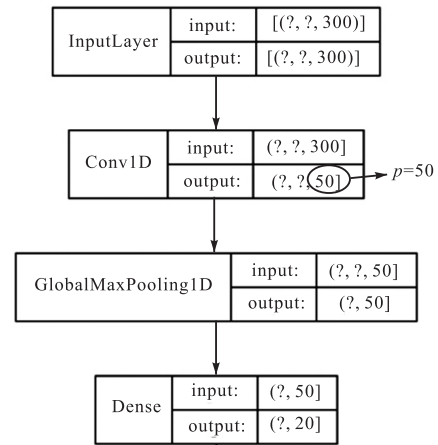 InputLayer
input: [(?, ?, 300)]
output: [(?, ?, 300)]
Conv1D
input: (?, ?, 300]
output: (?, ?, 50]
p=50
GlobalMaxPooling1D
input: (?, ?, 50]
output: (?, 50]
Dense
input: (?, 50]
output: (?, 20]